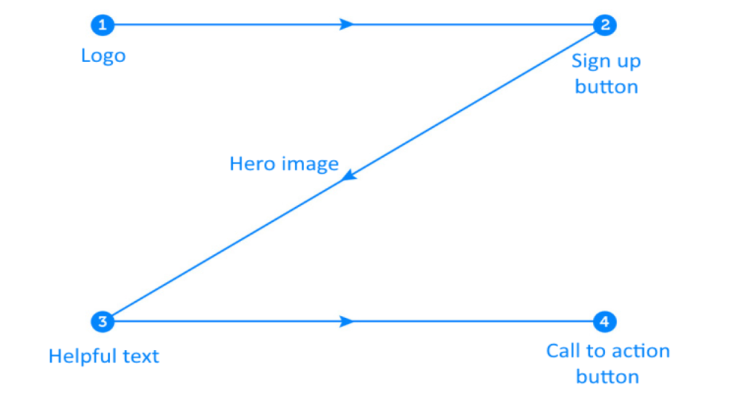 1
2
Logo
Sign up
button
Hero image
3
4
Helpful text
Call to action
button